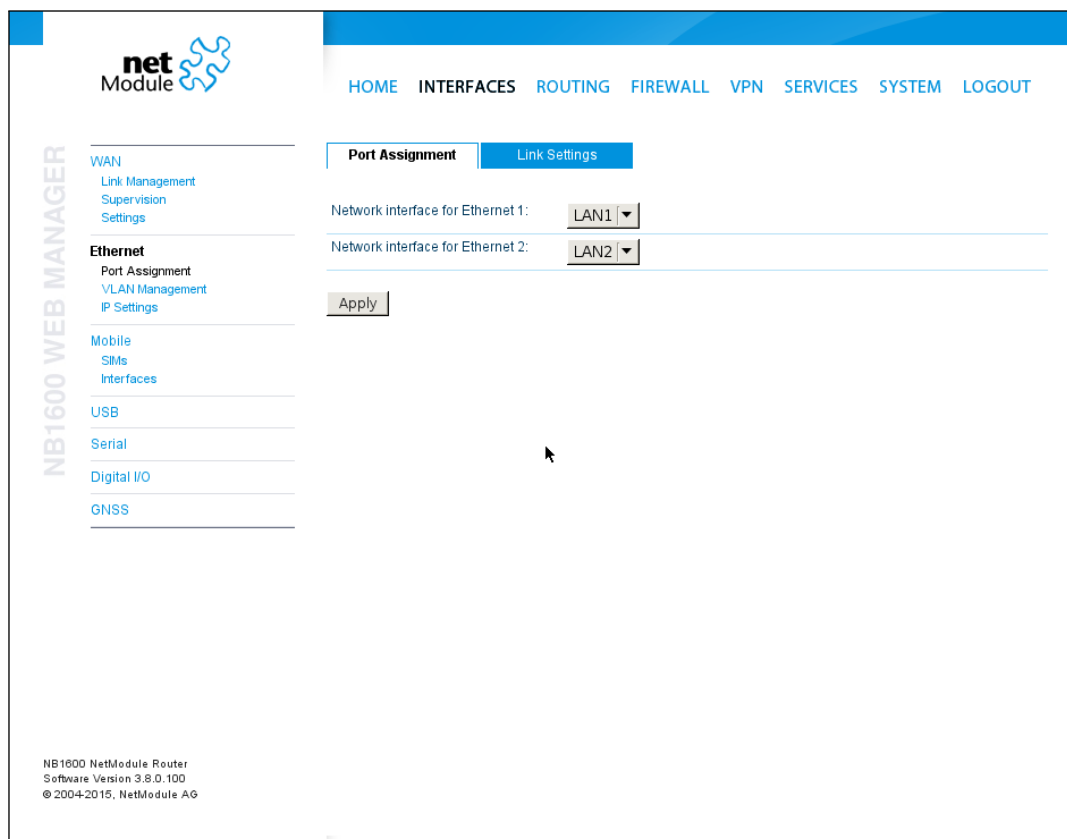 net
Module
HOME INTERFACES ROUTING FIREWALL VPN SERVICES SYSTEM LOGOUT
NB1600 WEB MANAGER
WAN
Link Management
Supervision
Settings
Ethernet
Port Assignment
VLAN Management
IP Settings
Mobile
SIMs
Interfaces
USB
Serial
Digital I/O
GNSS
Port Assignment Link Settings
Network interface for Ethernet 1: LAN1
Network interface for Ethernet 2: LAN2
Apply
NB1600 NetModule Router
Software Version 3.8.0.100
© 2004-2015, NetModule AG